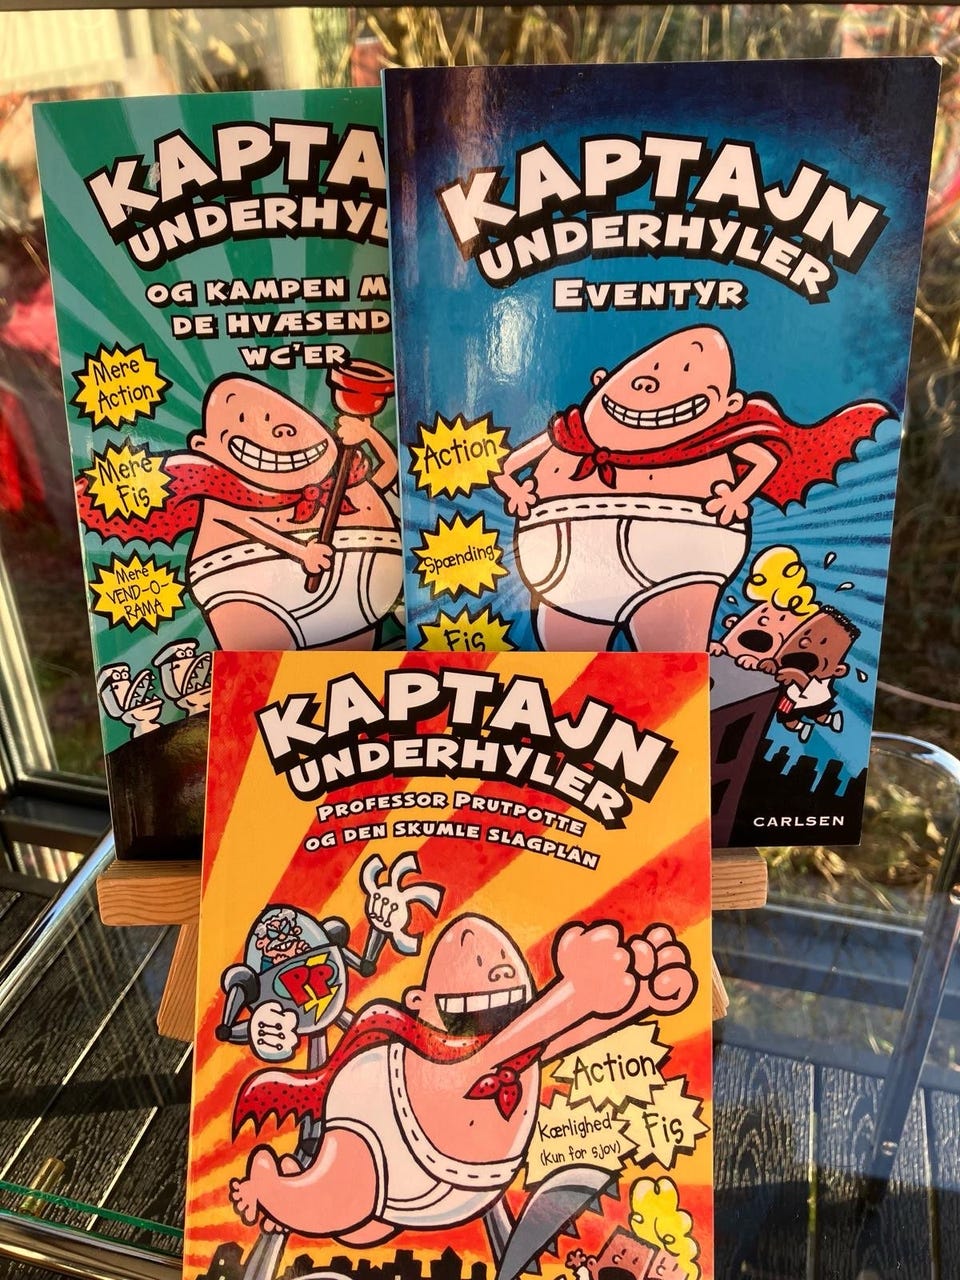 KAPTA
UNDERHYL
OG KAMPEN M
DE HVÆSEND
WC'ER
Mere
Action
Mere
Fis
Mere
VEND-O-
RAMA
KAPTAJN
UNDERHYLER
EVENTYR
Action
Spænding
Fis
CARLSEN
KAPTAJN
UNDERHYLER
PROFESSOR PRUTPOTTE
OG DEN SKUMLE SLAGPLAN
PP
Action
Kærlighed
(kun for sjov)
Fis